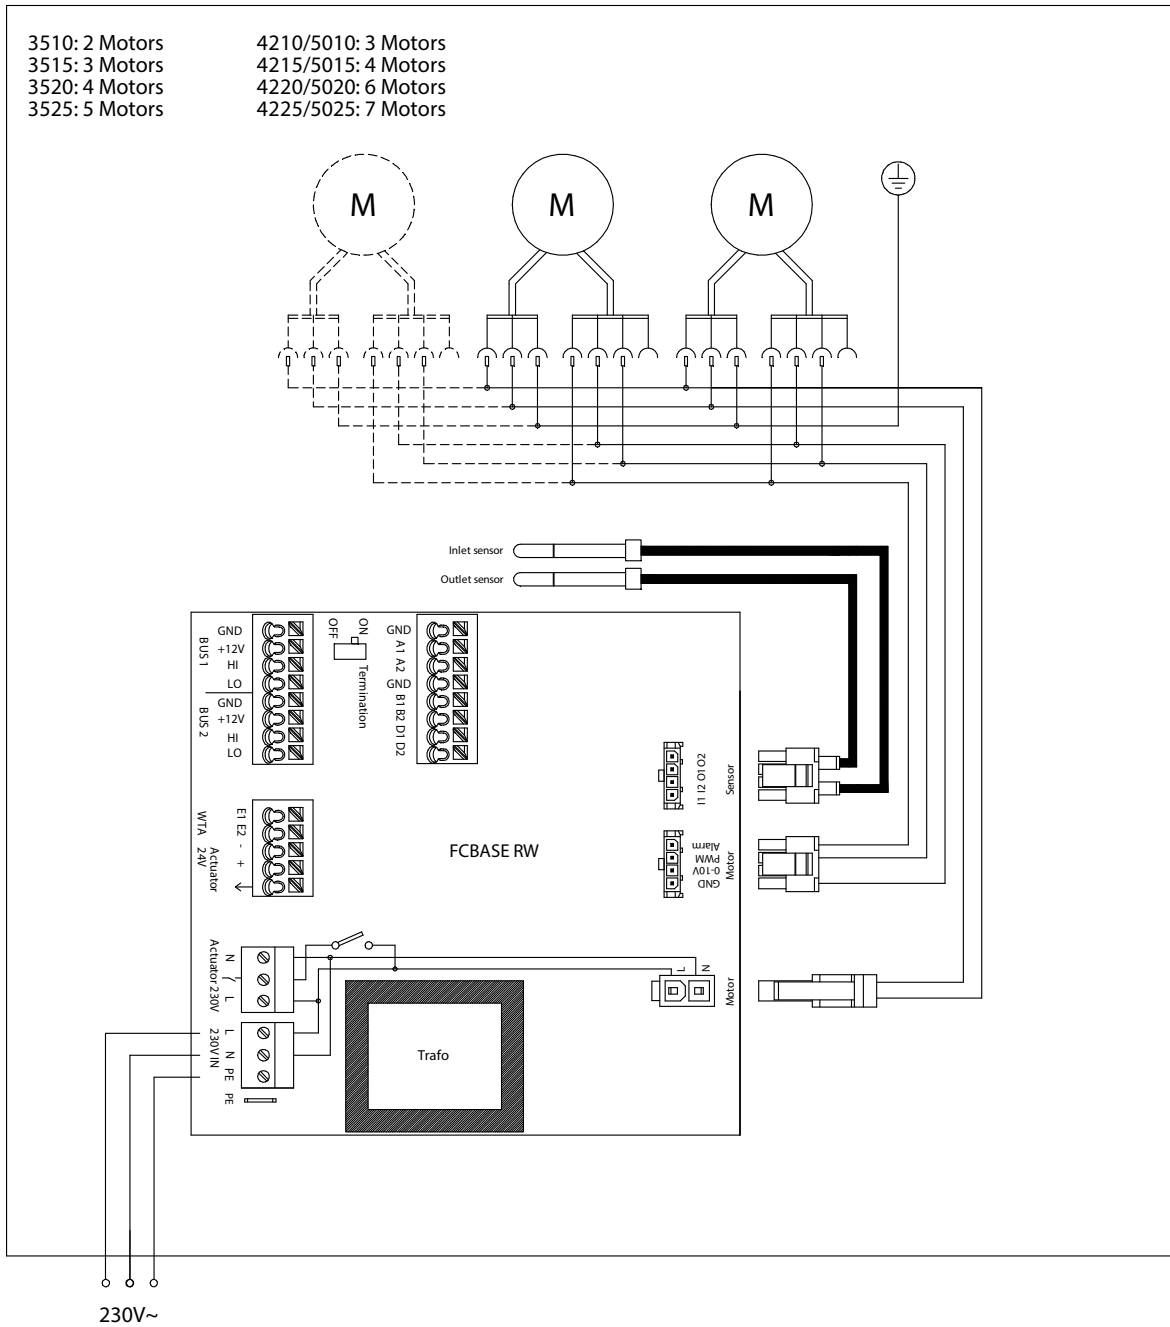 3510: 2 Motors
3515: 3 Motors
3520: 4 Motors
3525: 5 Motors
4210/5010: 3 Motors
4215/5015: 4 Motors
4220/5020: 6 Motors
4225/5025: 7 Motors
M
M
M
Inlet sensor
Outlet sensor
BUS 1
GND
+12V
HI
LO
BUS 2
GND
+12V
HI
LO
ON
OFF
Termination
GND
A1 A2
GND
B1 B2 D1 D2
I1 I2 O1 O2
Sensor
WTA
E1 E2 - +
Actuator
24V
FCBASE RW
Alarm
PWM
0-10V
GND
Motor
Actuator 230V
N
L
L N
Motor
230V IN
L
N
PE
PE
Trafo
230V~